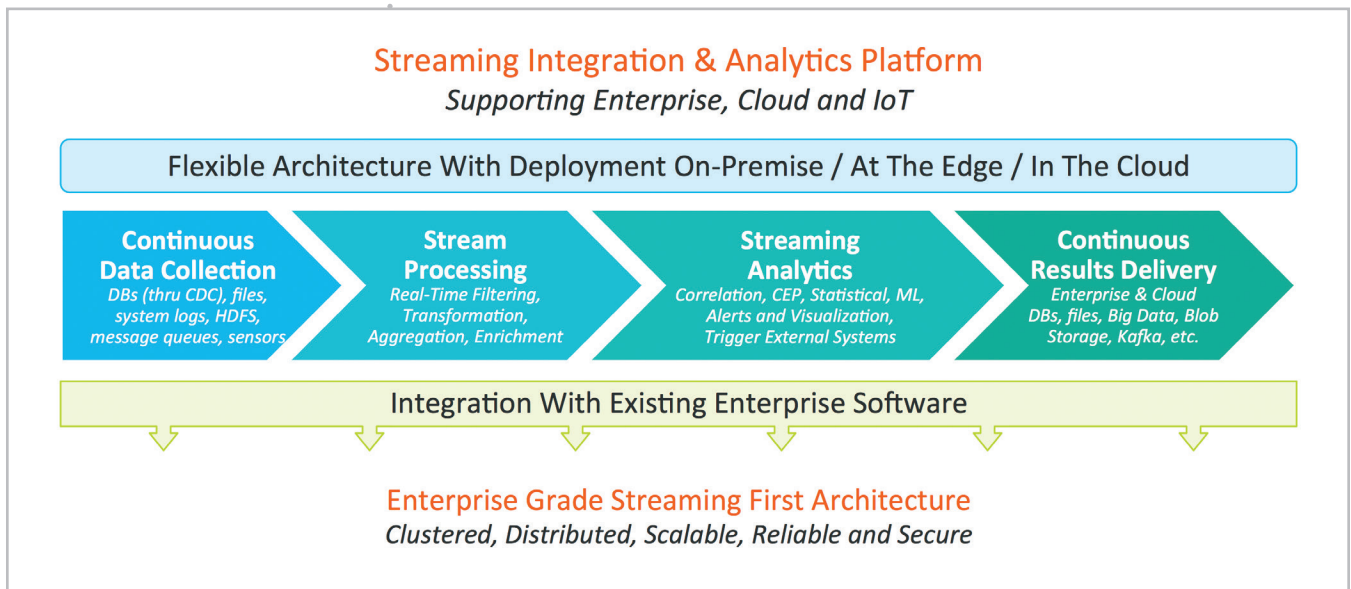 Streaming Integration & Analytics Platform
Supporting Enterprise, Cloud and IoT
Flexible Architecture With Deployment On-Premise / At The Edge / In The Cloud
Continuous
Data Collection
DBs (thru CDC), files,
system logs, HDFS,
message queues, sensors
Stream
Processing
Real-Time Filtering,
Transformation,
Aggregation, Enrichment
Streaming
Analytics
Correlation, CEP, Statistical, ML,
Alerts and Visualization,
Trigger External Systems
Continuous
Results Delivery
Enterprise & Cloud
DBs, files, Big Data, Blob
Storage, Kafka, etc.
Integration With Existing Enterprise Software
Enterprise Grade Streaming First Architecture
Clustered, Distributed, Scalable, Reliable and Secure